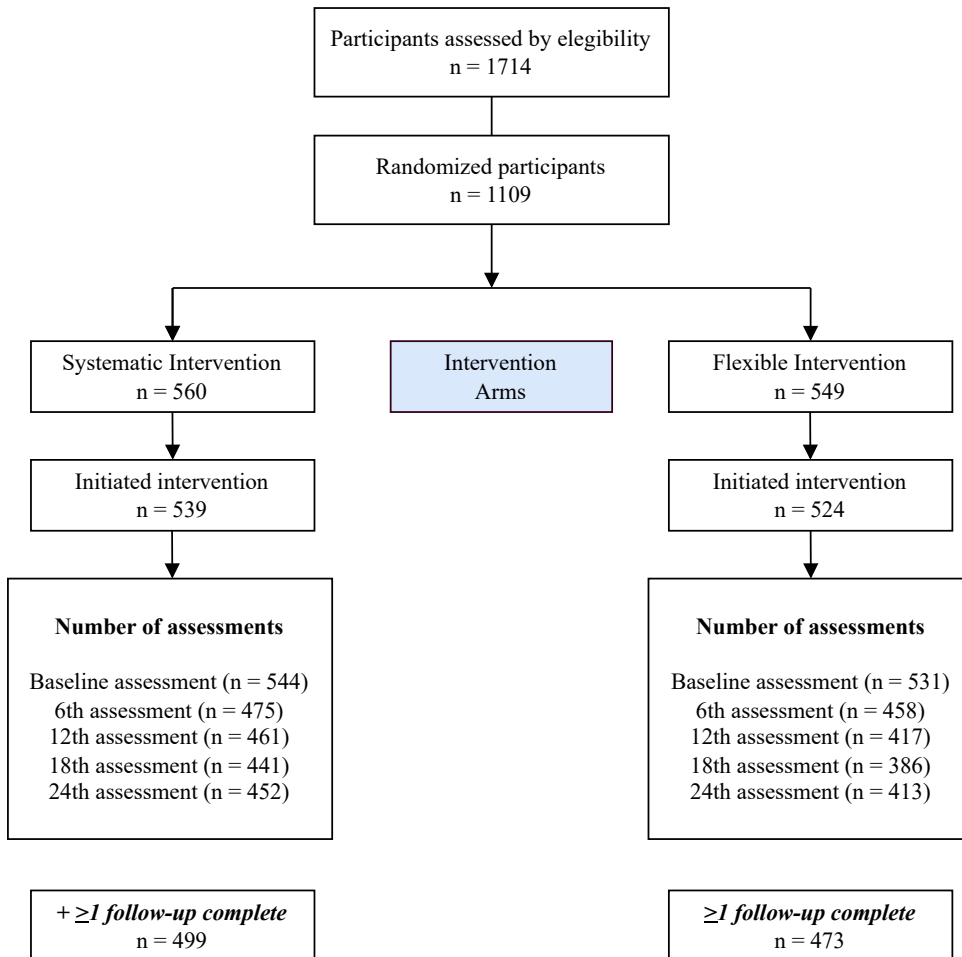 Participants assessed by elegibility
n = 1714
Randomized participants
n = 1109
Systematic Intervention
n = 560
Intervention
Arms
Flexible Intervention
n = 549
Initiated intervention
n = 539
Initiated intervention
n = 524
Number of assessments
Baseline assessment (n = 544)
6th assessment (n = 475)
12th assessment (n = 461)
18th assessment (n = 441)
24th assessment (n = 452)
Number of assessments
Baseline assessment (n = 531)
6th assessment (n = 458)
12th assessment (n = 417)
18th assessment (n = 386)
24th assessment (n = 413)
+ ≥1 follow-up complete
n = 499
≥1 follow-up complete
n = 473